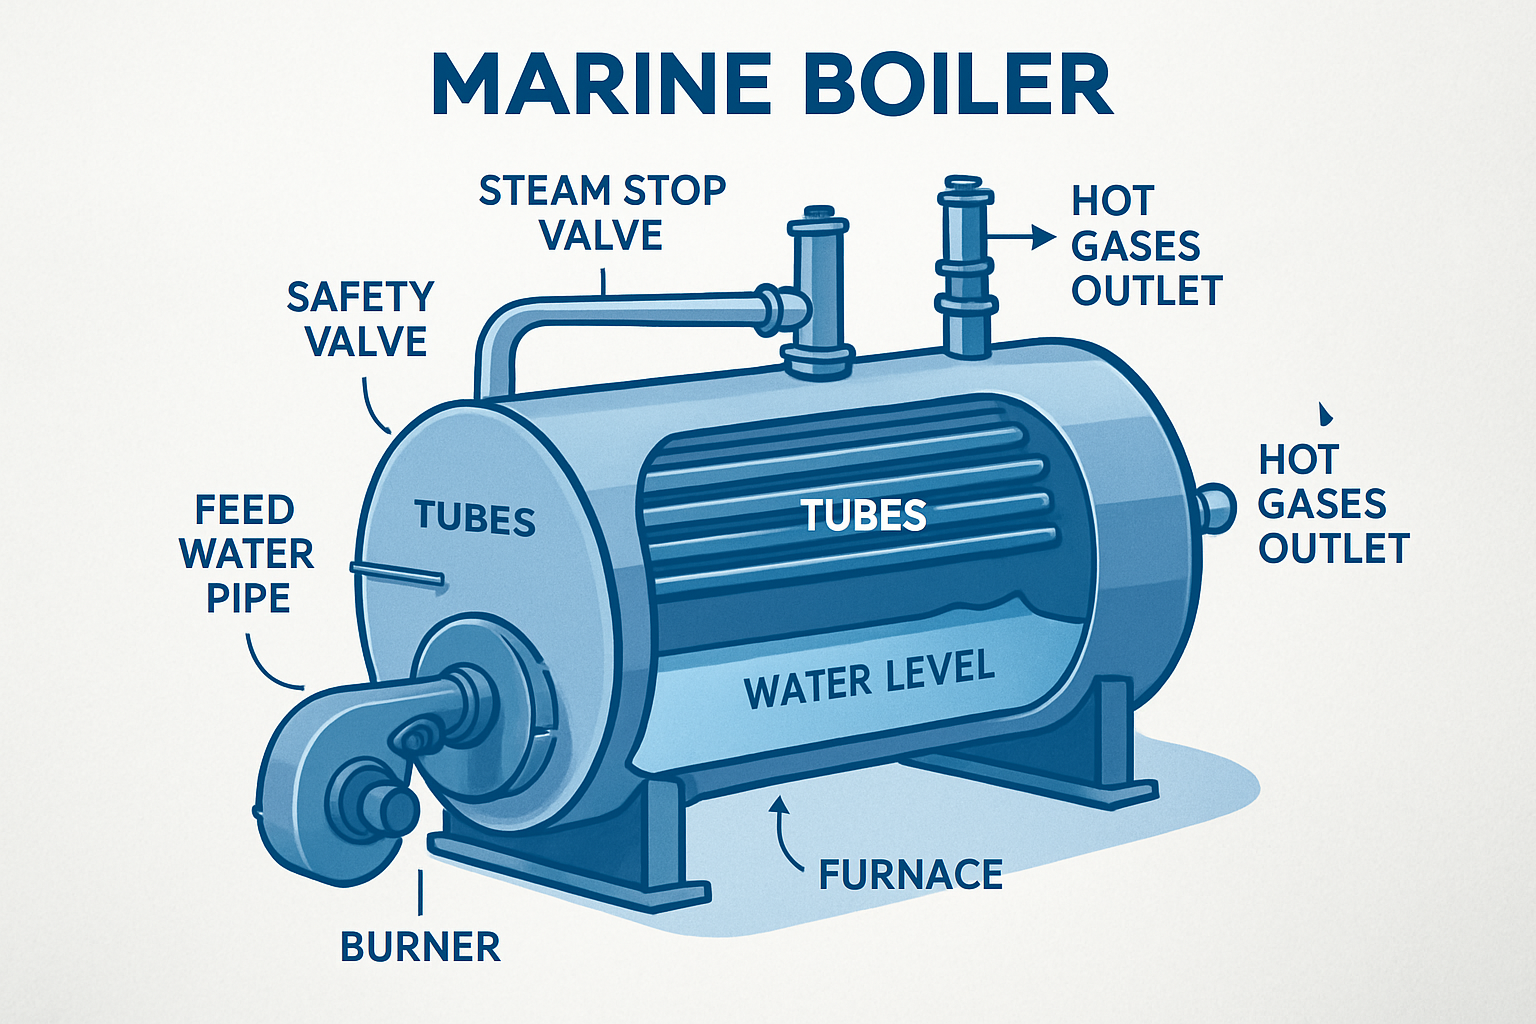 MARINE BOILER
STEAM STOP
VALVE
HOT
GASES
OUTLET
SAFETY
VALVE
HOT
GASES
OUTLET
FEED
WATER
PIPE
TUBES
TUBES
WATER LEVEL
FURNACE
BURNER